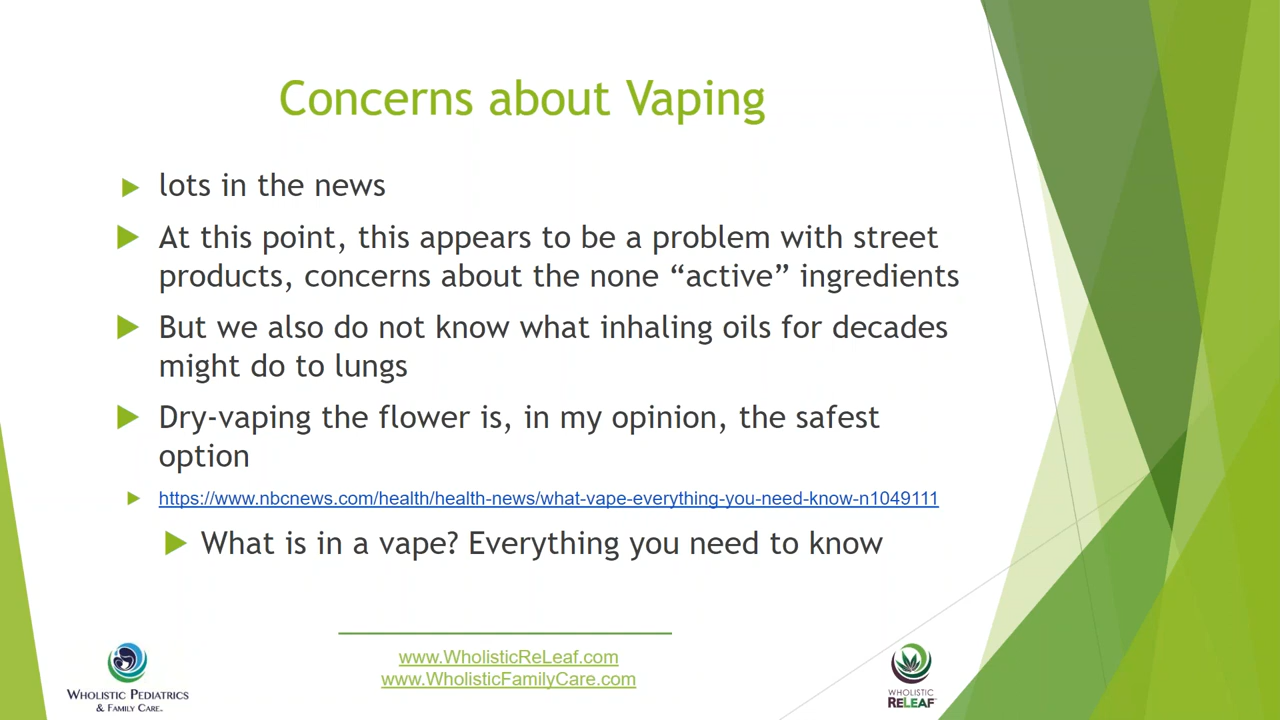 Concerns about Vaping
lots in the news
At this point, this appears to be a problem with street
products, concerns about the none “active” ingredients
But we also do not know what inhaling oils for decades
might do to lungs
Dry-vaping the flower is, in my opinion, the safest
option
https://www.nbcnews.com/health/health-news/what-vape-everything-you-need-know-n1049111
What is in a vape? Everything you need to know
www.WholisticReLeaf.com
www.WholisticFamilyCare.com
Wholistic Pediatrics
& Family Care.
WHOLISTIC
RELEAF